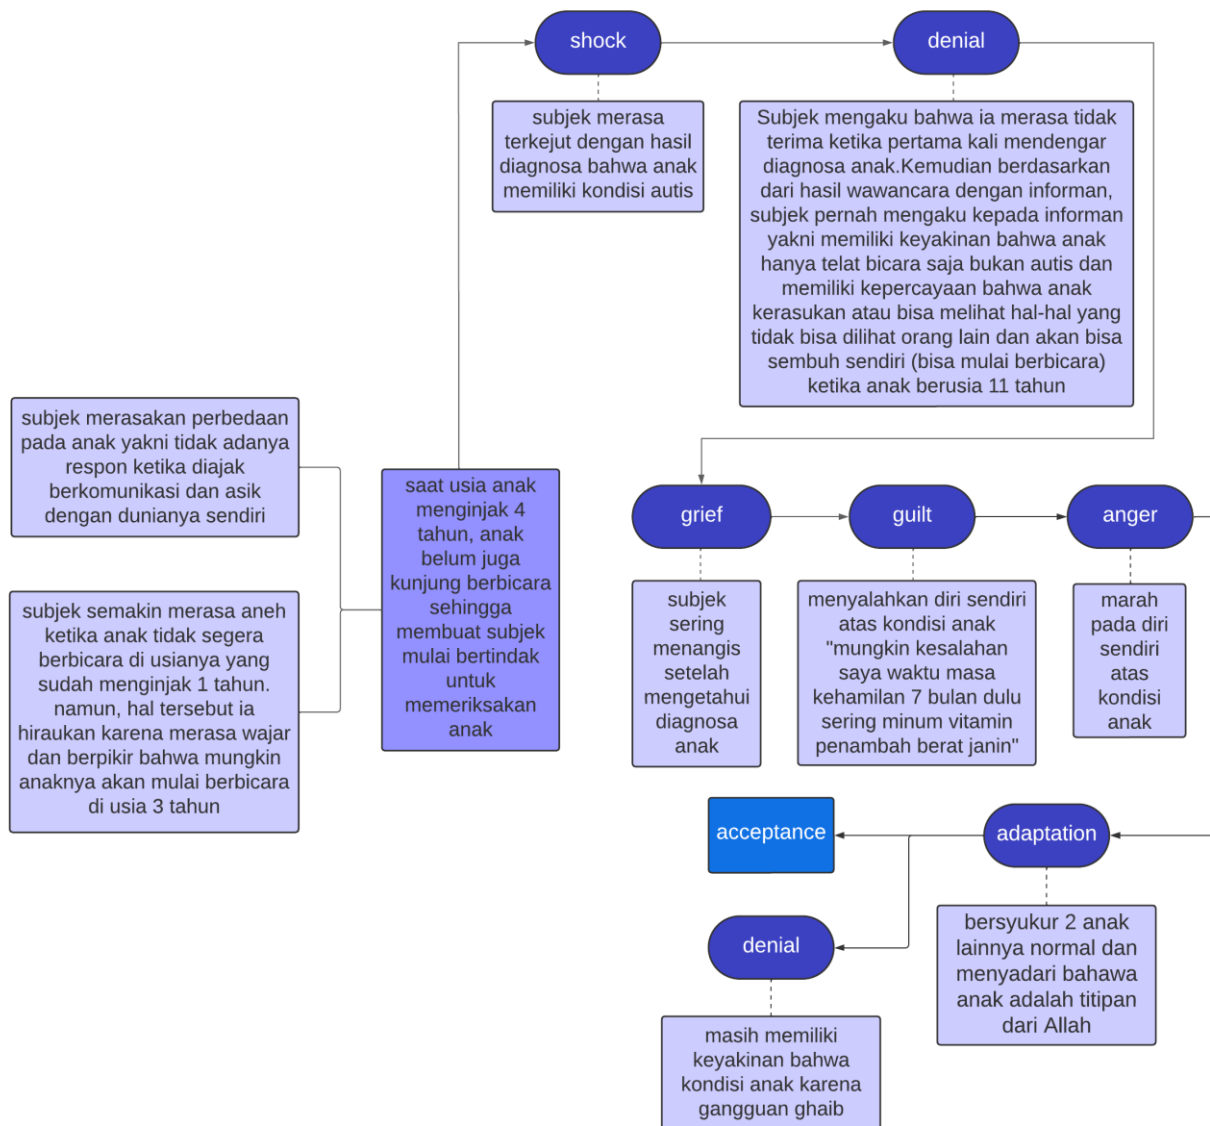 shock
denial
subjek merasa
terkejut dengan hasil
diagnosa bahwa anak
memiliki kondisi autis
Subjek mengaku bahwa ia merasa tidak
terima ketika pertama kali mendengar
diagnosa anak.Kemudian berdasarkan
dari hasil wawancara dengan informan,
subjek pernah mengaku kepada informan
yakni memiliki keyakinan bahwa anak
hanya telat bicara saja bukan autis dan
memiliki kepercayaan bahwa anak
kerasukan atau bisa melihat hal-hal yang
tidak bisa dilihat orang lain dan akan bisa
sembuh sendiri (bisa mulai berbicara)
ketika anak berusia 11 tahun
subjek merasakan perbedaan
pada anak yakni tidak adanya
respon ketika diajak
berkomunikasi dan asik
dengan dunianya sendiri
subjek semakin merasa aneh
ketika anak tidak segera
berbicara di usianya yang
sudah menginjak 1 tahun.
namun, hal tersebut ia
hiraukan karena merasa wajar
dan berpikir bahwa mungkin
anaknya akan mulai berbicara
di usia 3 tahun
saat usia anak
menginjak 4
tahun, anak
belum juga
kunjung berbicara
sehingga
membuat subjek
mulai bertindak
untuk
memeriksakan
anak
grief
guilt
anger
subjek
sering
menangis
setelah
mengetahui
diagnosa
anak
menyalahkan diri sendiri
atas kondisi anak
"mungkin kesalahan
saya waktu masa
kehamilan 7 bulan dulu
sering minum vitamin
penambah berat janin"
marah
pada diri
sendiri
atas
kondisi
anak
acceptance
adaptation
denial
bersyukur 2 anak
lainnya normal dan
menyadari bahawa
anak adalah titipan
dari Allah
masih memiliki
keyakinan bahwa
kondisi anak karena
gangguan ghaib